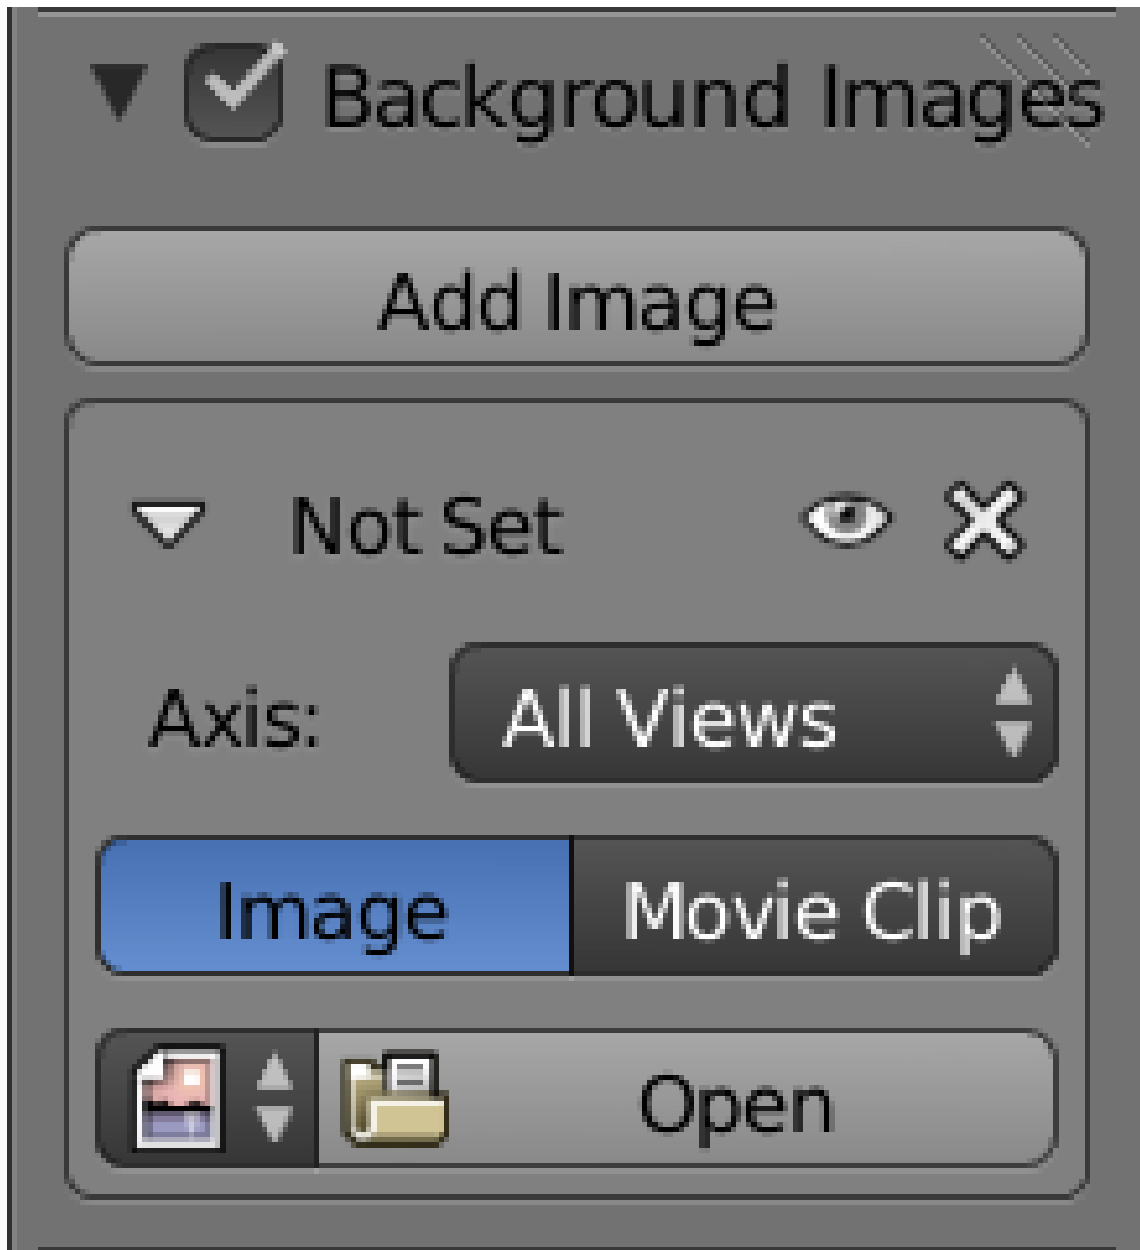 Background Images
Add Image
Not Set
Axis: All Views
Image Movie Clip
Open